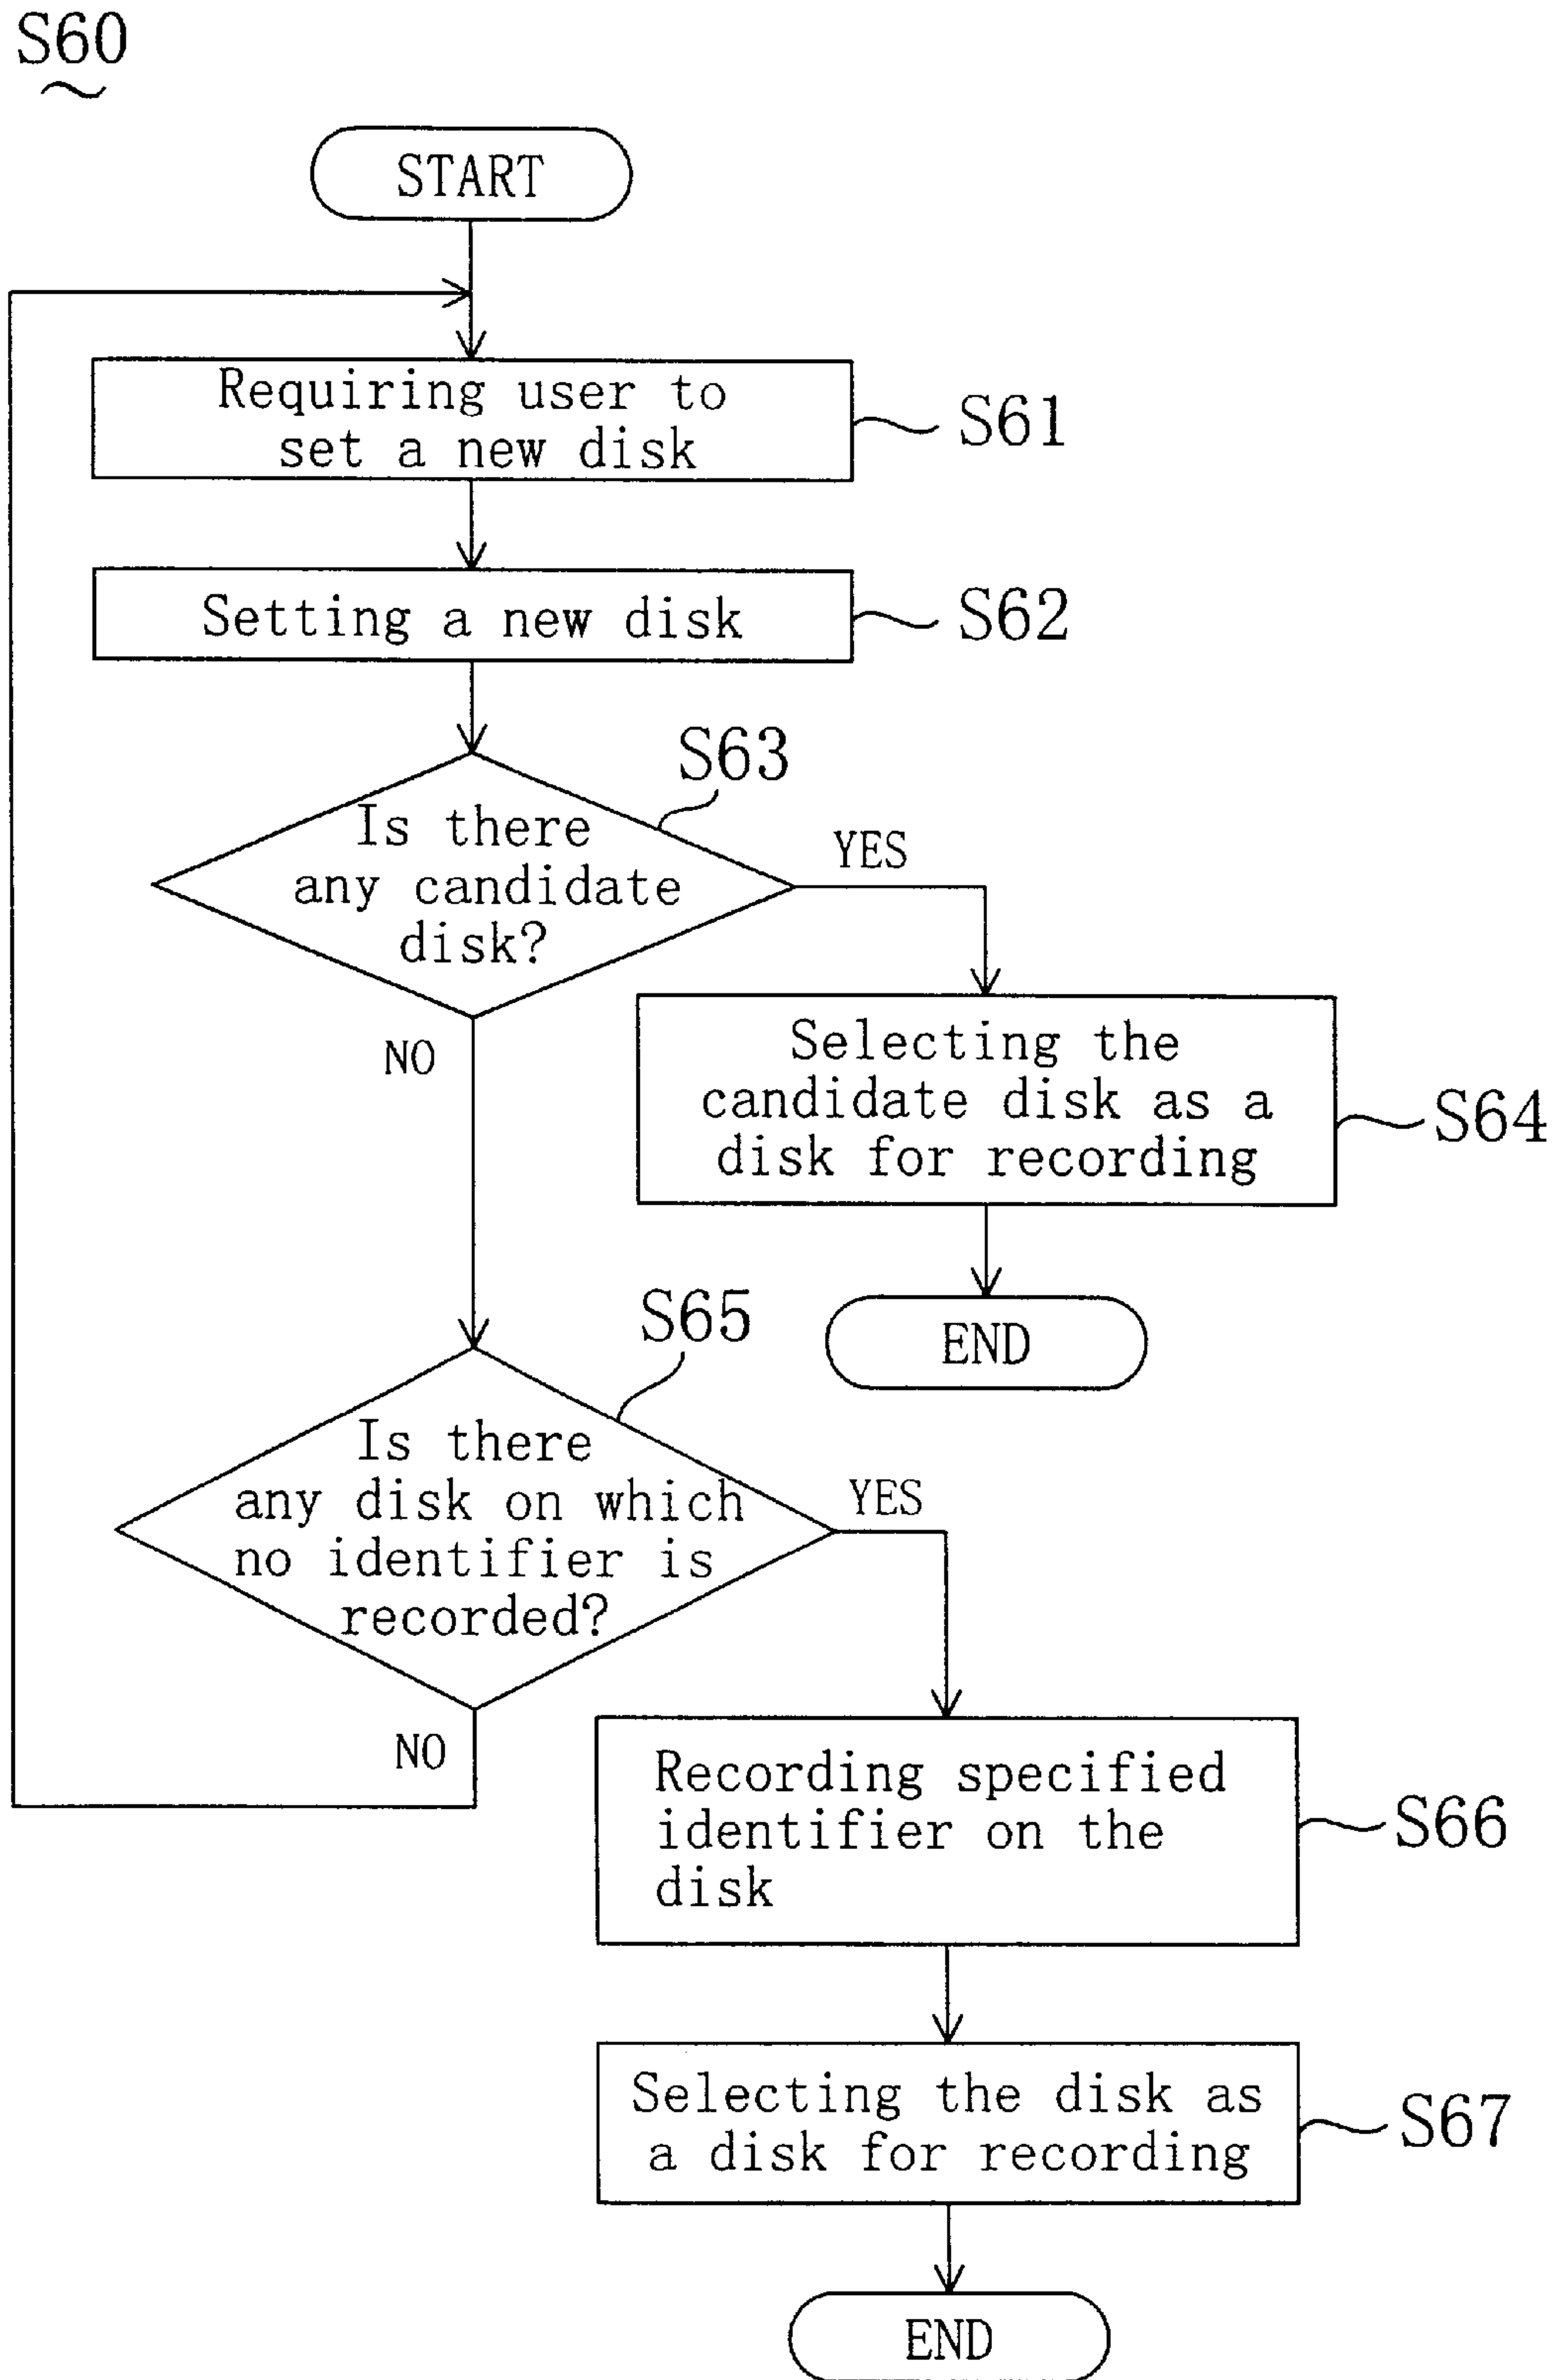 S60
START
Requiring user to
set a new disk
S61
Setting a new disk
S62
S63
Is there
any candidate
disk?
YES
NO
Selecting the
candidate disk as a
disk for recording
S64
END
S65
Is there
any disk on which
no identifier is
recorded?
YES
NO
Recording specified
identifier on the
disk
S66
Selecting the disk as
a disk for recording
S67
END